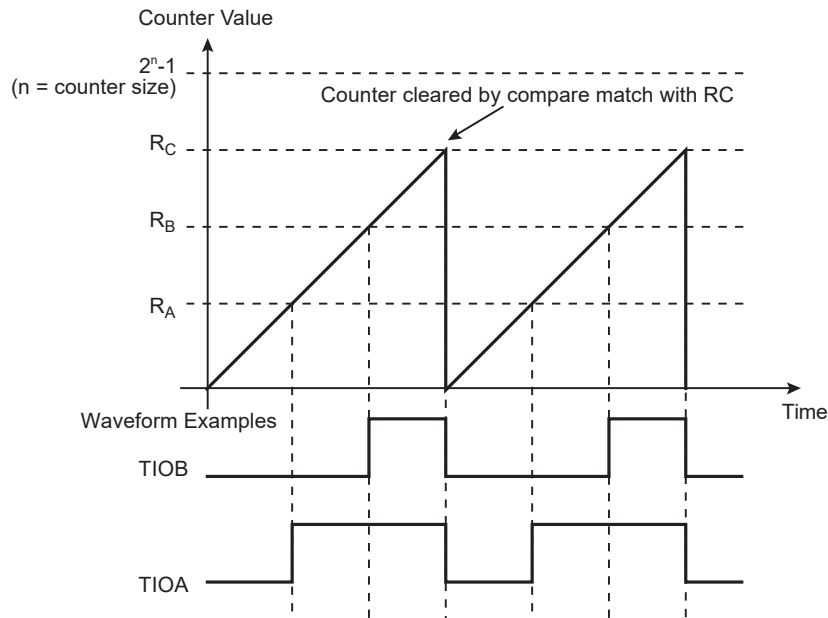 Counter Value
2ⁿ-1
(n = counter size)
Counter cleared by compare match with RC
R_C
R_B
R_A
Time
Waveform Examples
TIOB
TIOA